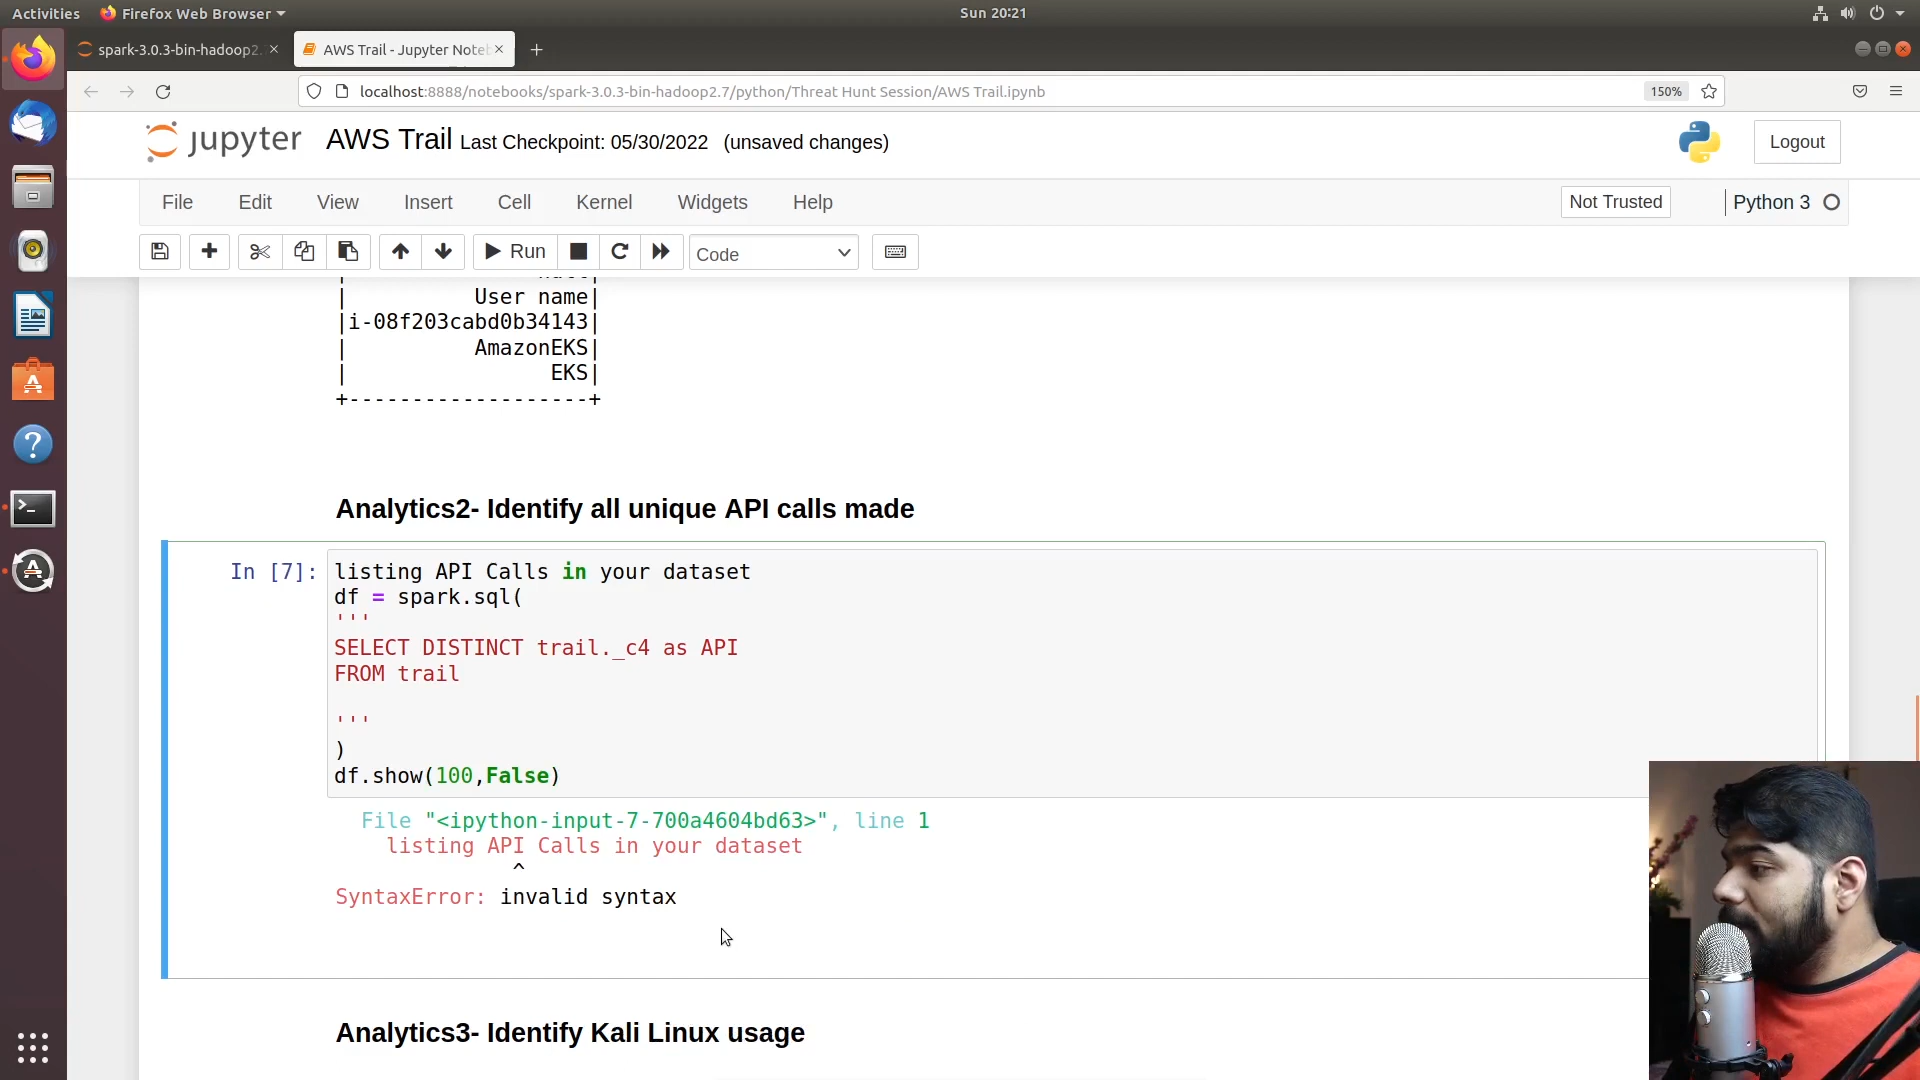 Activities Firefox Web Browser Sun 20:21
spark-3.0.3-bin-hadoop2. AWS Trail - Jupyter Noteb
localhost:8888/notebooks/spark-3.0.3-bin-hadoop2.7/python/Threat Hunt Session/AWS Trail.ipynb 150%
jupyter AWS Trail Last Checkpoint: 05/30/2022 (unsaved changes) Logout
File Edit View Insert Cell Kernel Widgets Help Not Trusted Python 3
Run Code
| User name|
|i-08f203cabd0b34143|
| AmazonEKS|
| EKS|
+-------------------+
Analytics2- Identify all unique API calls made
In [7]: listing API Calls in your dataset
df = spark.sql(
'''
SELECT DISTINCT trail._c4 as API
FROM trail
'''
)
df.show(100,False)
File "<ipython-input-7-700a4604bd63>", line 1
listing API Calls in your dataset
^
SyntaxError: invalid syntax
Analytics3- Identify Kali Linux usage